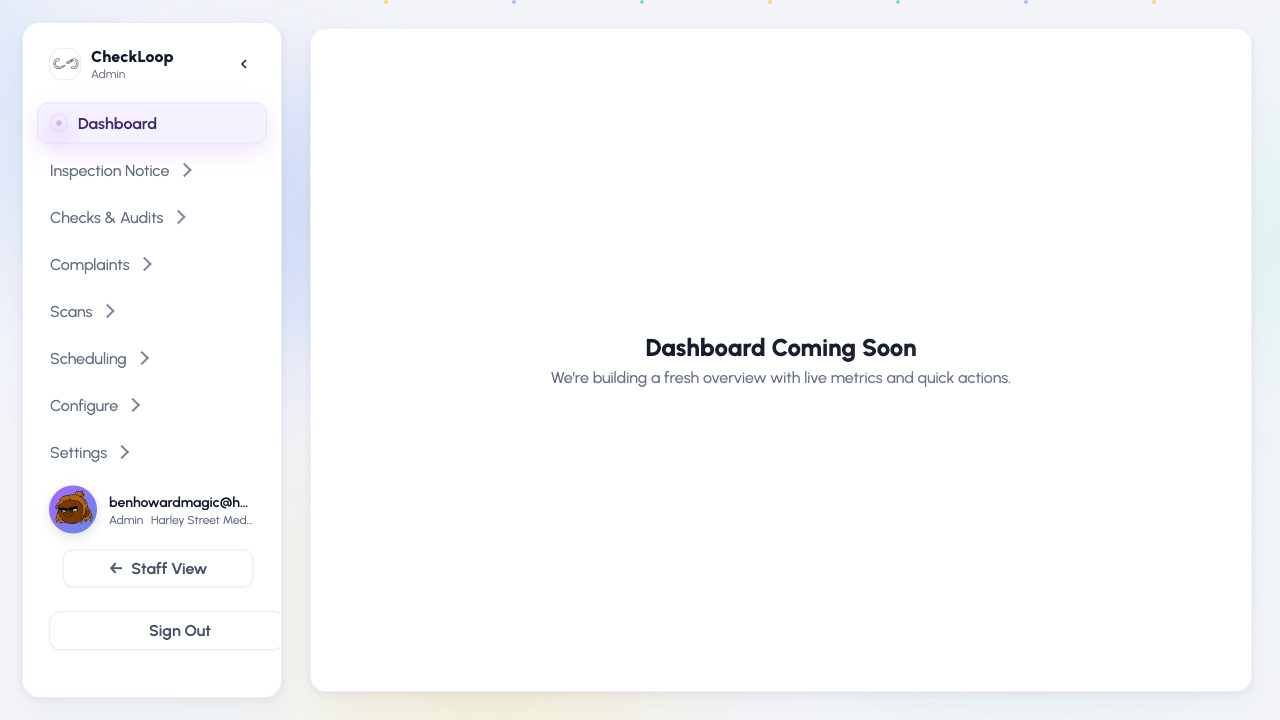 CheckLoop
Admin
Dashboard
Inspection Notice
Checks & Audits
Complaints
Scans
Scheduling
Configure
Settings
benhowardmagic@h...
Admin Harley Street Med...
Staff View
Sign Out
Dashboard Coming Soon
We're building a fresh overview with live metrics and quick actions.